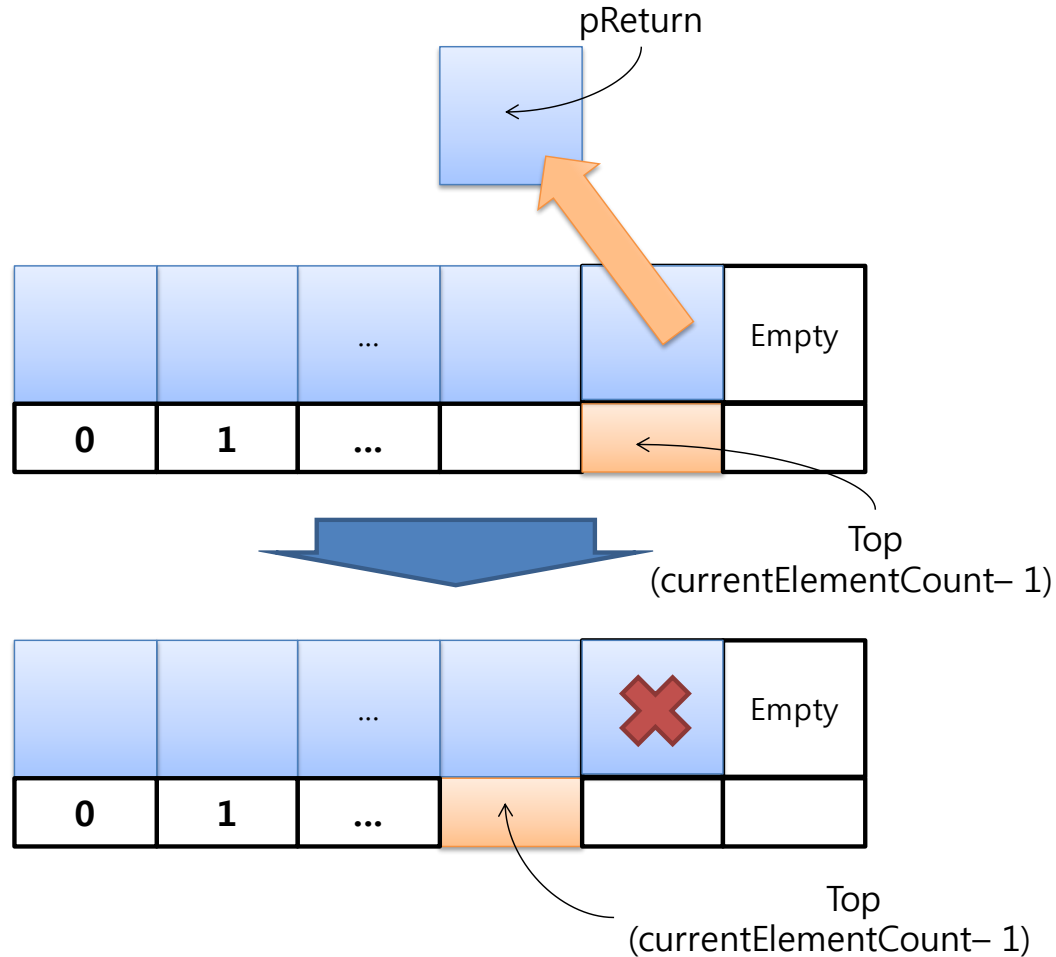 pReturn
...
Empty
0 1 ...
Top
(currentElementCount– 1)
...
Empty
0 1 ...
Top
(currentElementCount– 1)